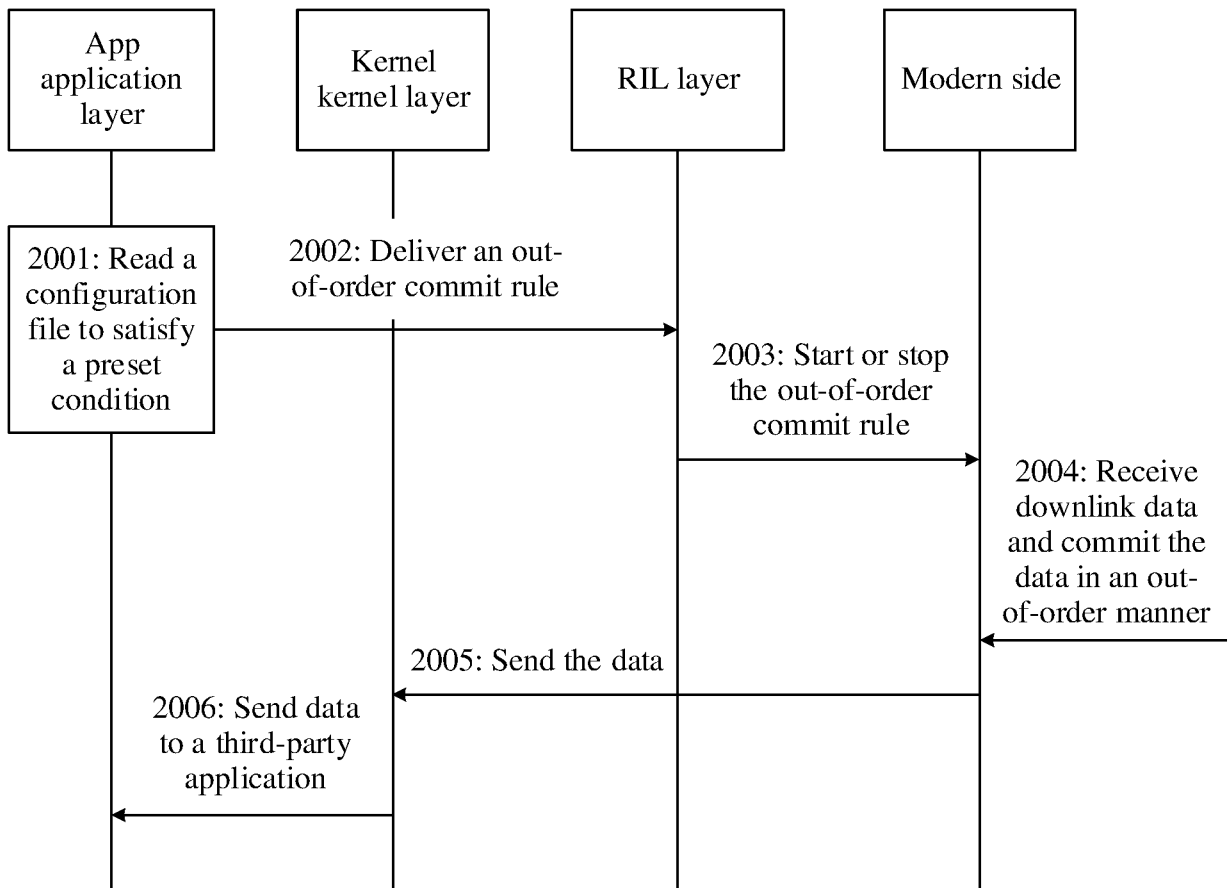 App
application
layer
Kernel
kernel layer
RIL layer
Modern side
2001: Read a
configuration
file to satisfy
a preset
condition
2002: Deliver an out-
of-order commit rule
2003: Start or stop
the out-of-order
commit rule
2004: Receive
downlink data
and commit the
data in an out-
of-order manner
2005: Send the data
2006: Send data
to a third-party
application